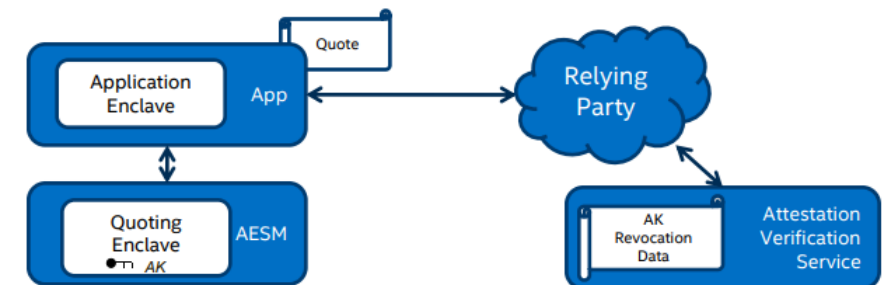 Quote
Application
Enclave
App
Relying
Party
Quoting
Enclave
AK
AESM
AK
Revocation
Data
Attestation
Verification
Service